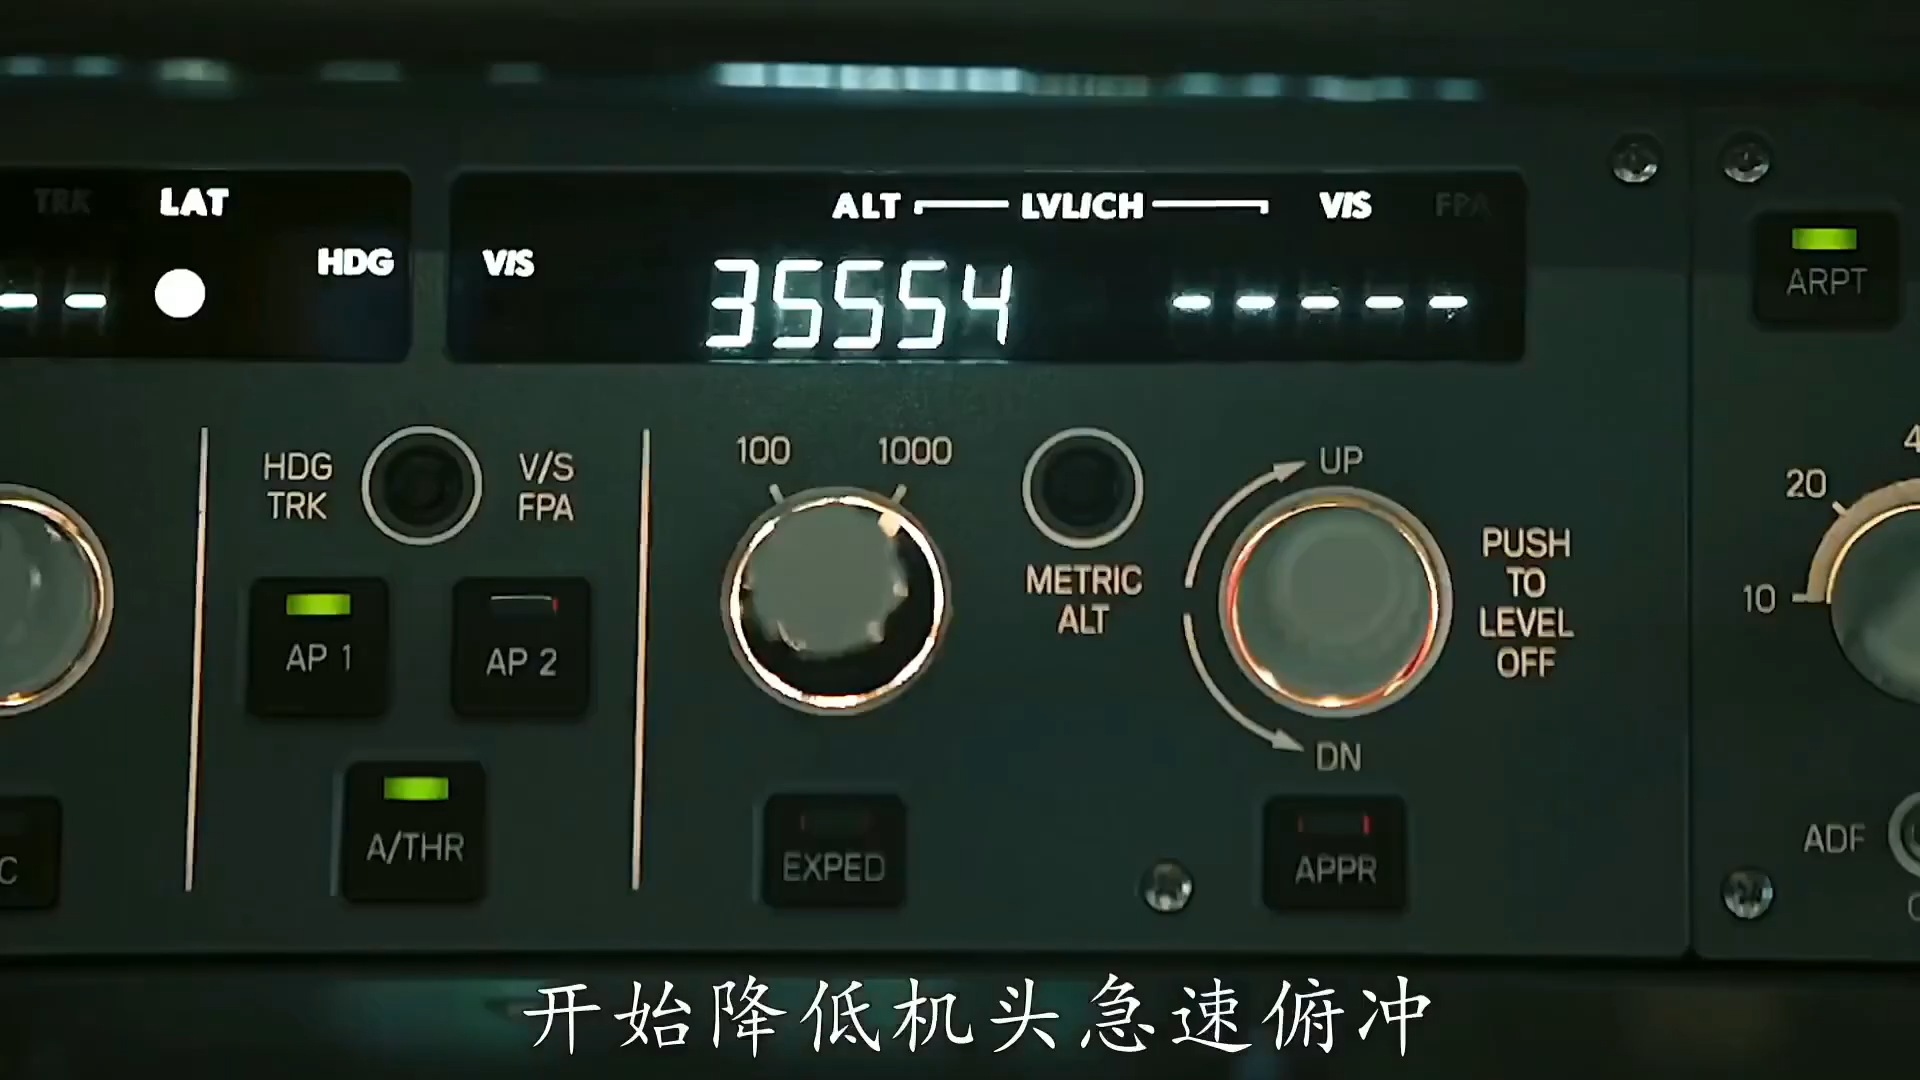 TRK LAT
HDG
V/S
ALT LVL/CH V/S FPA
35554
-----
ARPT
HDG
TRK
V/S
FPA
100 1000
METRIC
ALT
UP
DN
PUSH
TO
LEVEL
OFF
20
10
AP 1
AP 2
A/THR
EXPED
APPR
ADF
开始降低机头急速俯冲